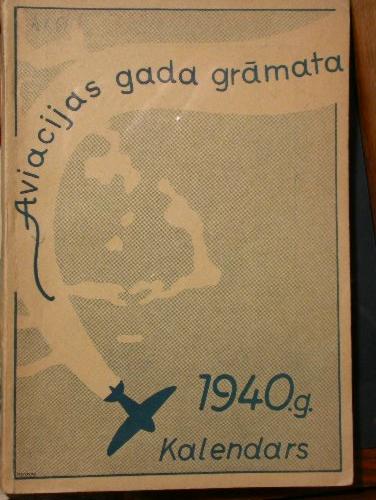 Aviacijas gada grāmata
1940.g.
Kalendars